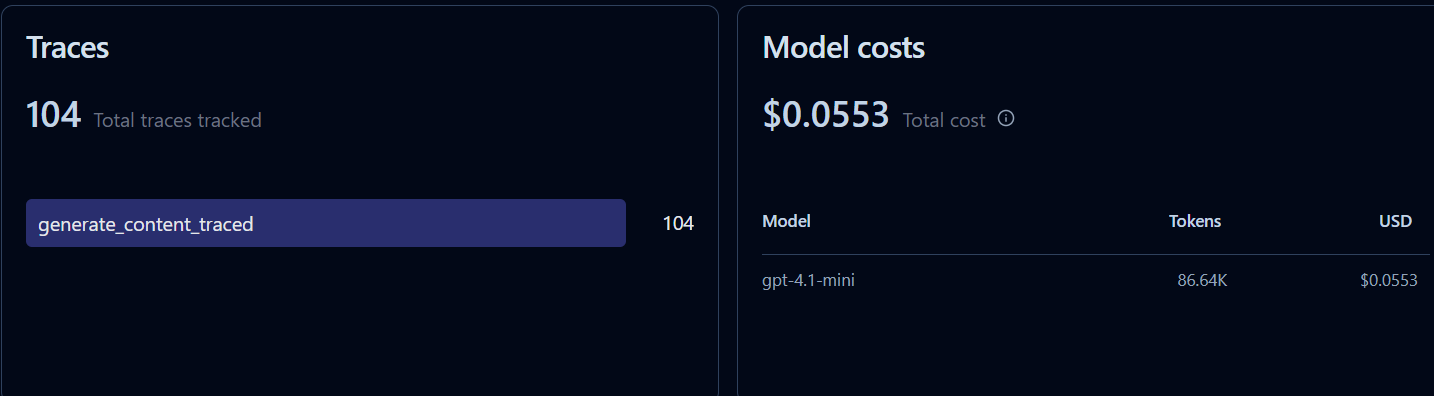 Traces
104 Total traces tracked
generate_content_traced 104
Model costs
$0.0553 Total cost
Model Tokens USD
gpt-4.1-mini 86.64K $0.0553